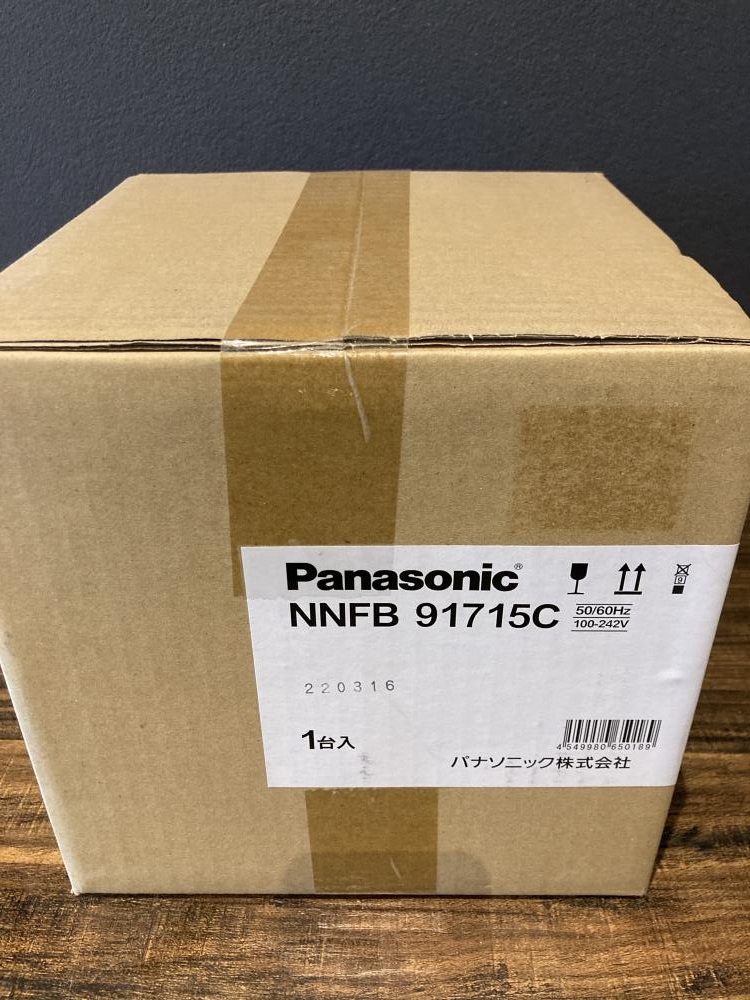 Panasonic®
NNFB 91715C
50/60Hz
100-242V
9
220316
1台入
4549980650189
パナソニック株式会社